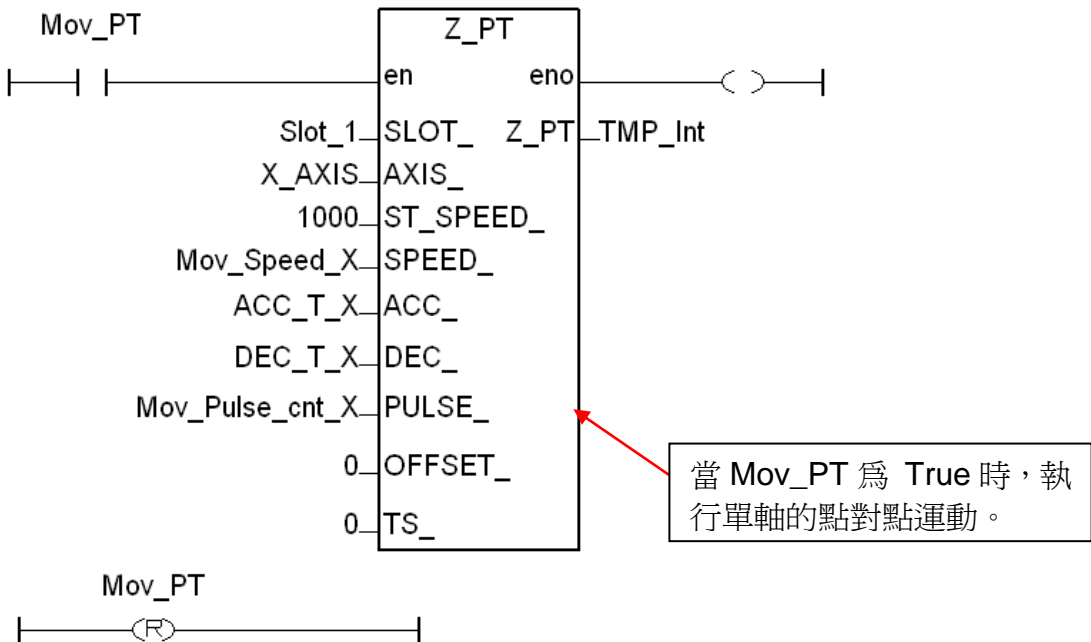 Mov_PT
Z_PT
en eno
Slot_1 SLOT_ Z_PT TMP_Int
X_AXIS AXIS_
1000 ST_SPEED_
Mov_Speed_X SPEED_
ACC_T_X ACC_
DEC_T_X DEC_
Mov_Pulse_cnt_X PULSE_
0 OFFSET_
0 TS_
當 Mov_PT 爲 True 時，執
行單軸的點對點運動。
Mov_PT
R